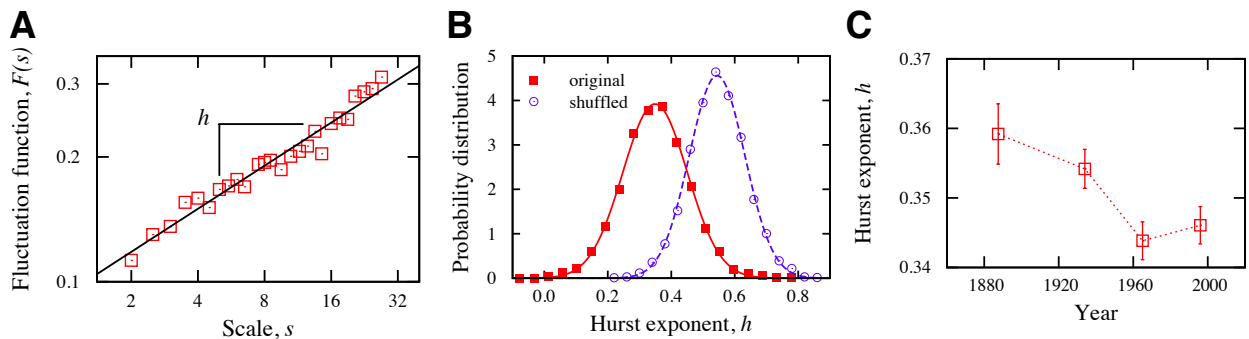 A
Fluctuation function, F(s)
0.3
0.2
0.1
h
2 4 8 16 32
Scale, s
B
Probability distribution
5
4
3
2
1
0
original
shuffled
0.0 0.2 0.4 0.6 0.8
Hurst exponent, h
C
Hurst exponent, h
0.37
0.36
0.35
0.34
1880 1920 1960 2000
Year